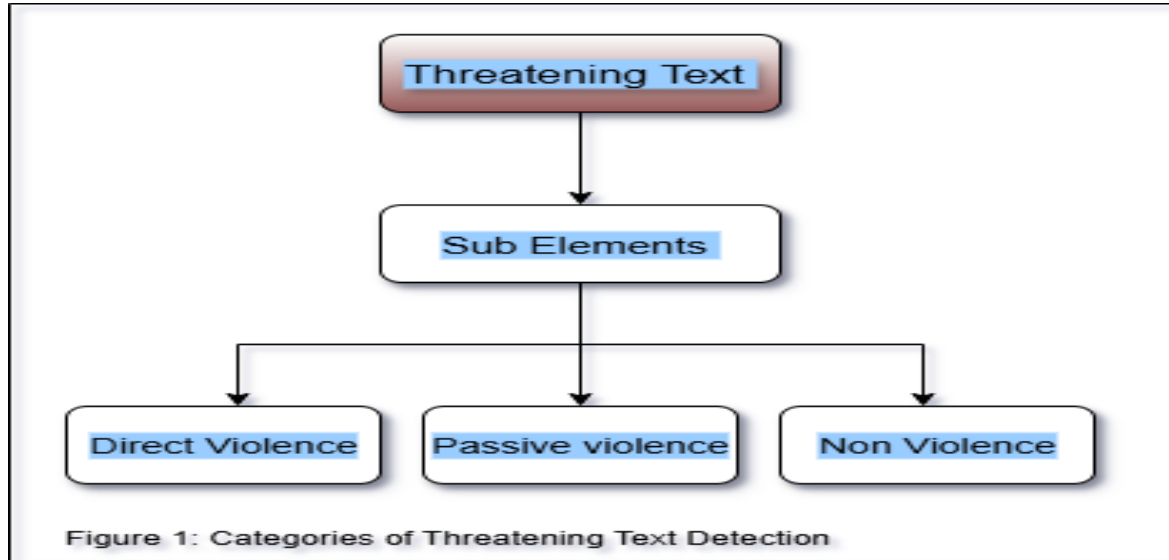 Threatening Text
Sub Elements
Direct Violence
Passive violence
Non Violence
Figure 1: Categories of Threatening Text Detection